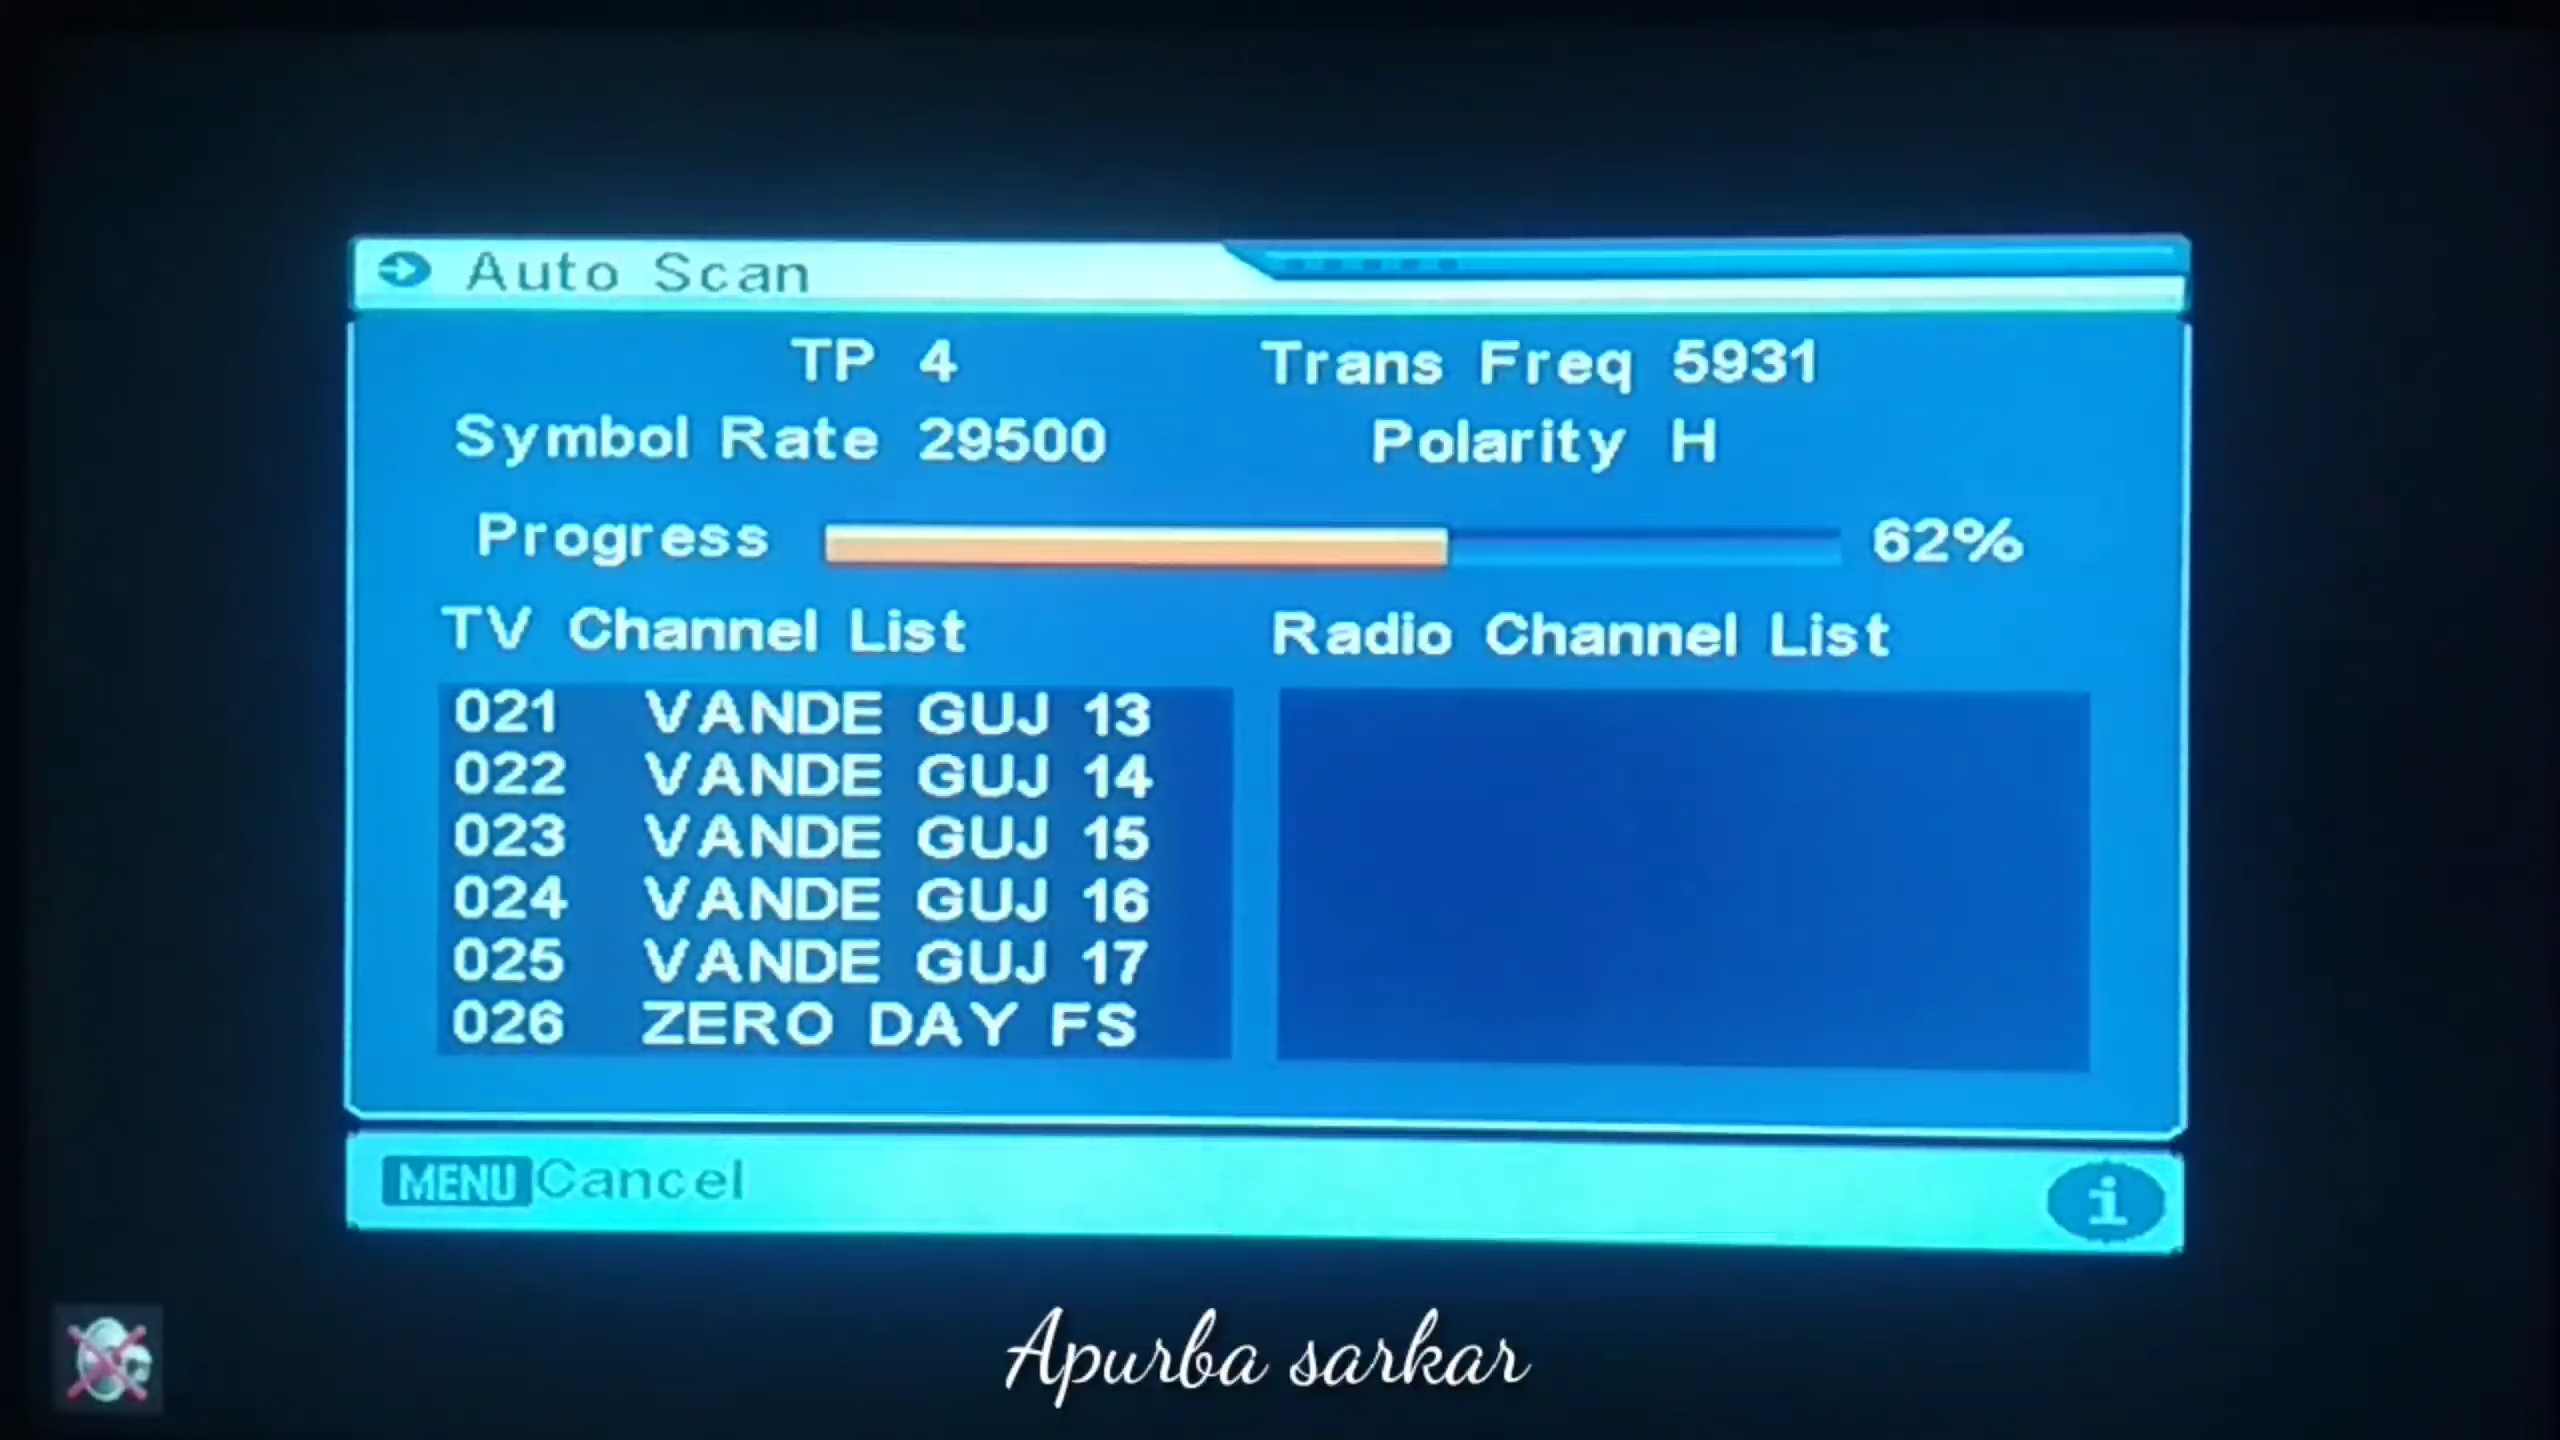 Auto Scan
TP 4 Trans Freq 5931
Symbol Rate 29500 Polarity H
Progress 62%
TV Channel List Radio Channel List
021 VANDE GUJ 13
022 VANDE GUJ 14
023 VANDE GUJ 15
024 VANDE GUJ 16
025 VANDE GUJ 17
026 ZERO DAY FS
MENU Cancel i
Apurba sarkar